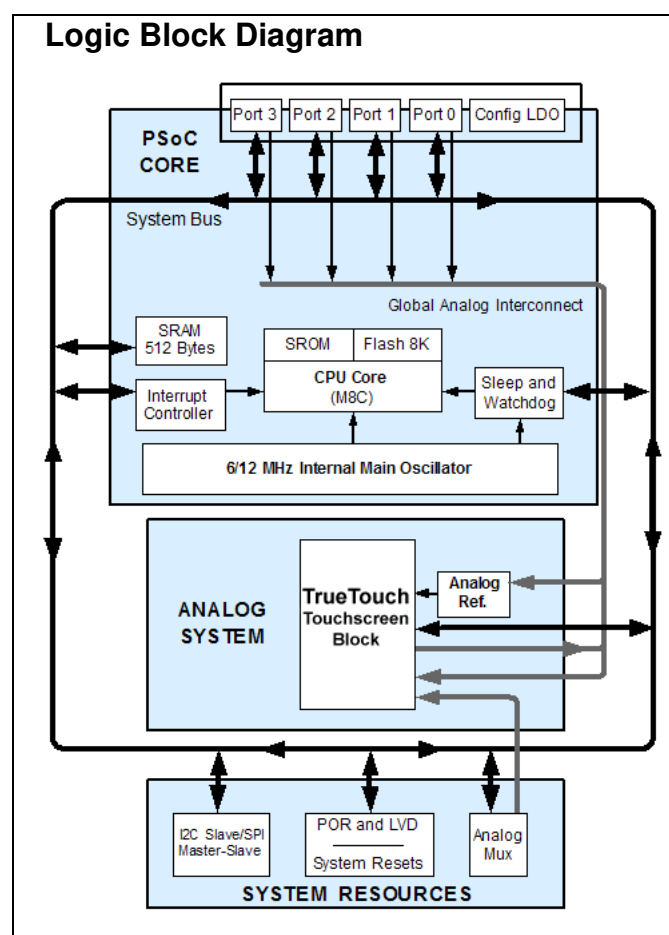 Logic Block Diagram
Port 3
Port 2
Port 1
Port 0
Config LDO
PSoC
CORE
System Bus
Global Analog Interconnect
SRAM
512 Bytes
SROM
Flash 8K
CPU Core
(M8C)
Interrupt
Controller
Sleep and
Watchdog
6/12 MHz Internal Main Oscillator
ANALOG
SYSTEM
TrueTouch
Touchscreen
Block
Analog
Ref.
I2C Slave/SPI
Master-Slave
POR and LVD
System Resets
Analog
Mux
SYSTEM RESOURCES